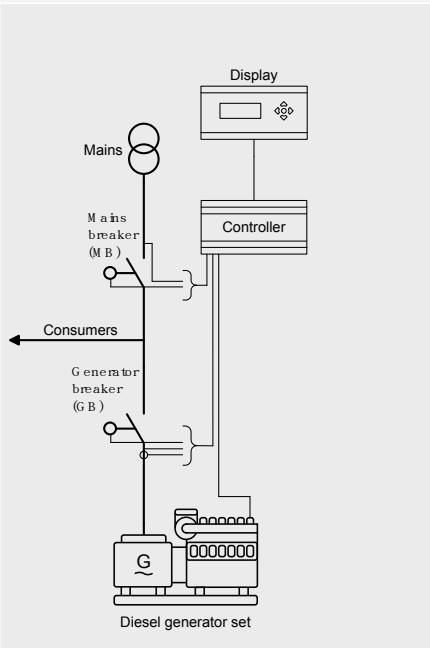 Display
Mains
Controller
Mains
breaker
(MB)
Consumers
Generator
breaker
(GB)
G
Diesel generator set